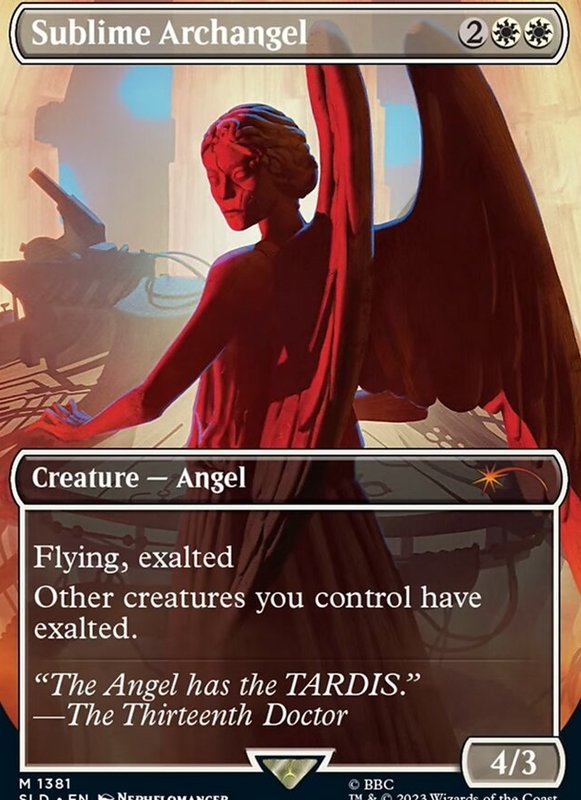 Sublime Archangel 2
Creature — Angel
Flying, exalted
Other creatures you control have
exalted.
“The Angel has the TARDIS.”
—The Thirteenth Doctor
4/3
M 1381
© BBC
SLD • EN NEPHELOMANCER
™ & © 2023 Wizards of the Coast